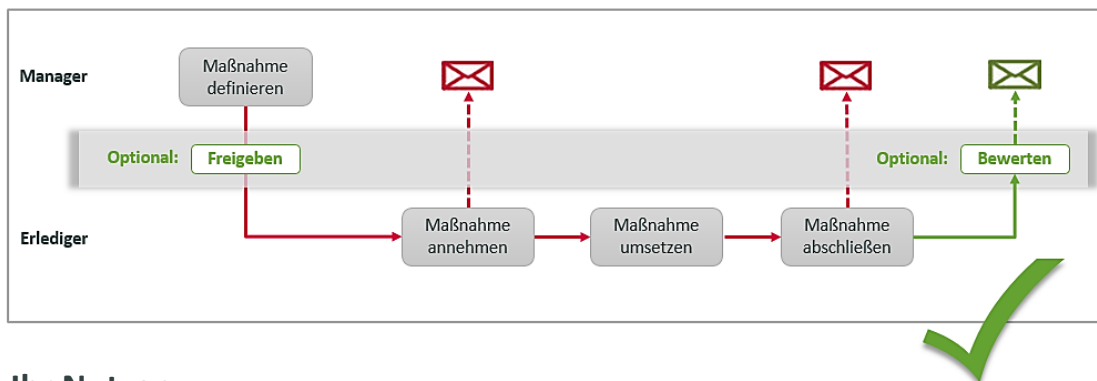 Manager
Maßnahme
definieren
Optional:
Freigeben
Optional:
Bewerten
Erlediger
Maßnahme
annehmen
Maßnahme
umsetzen
Maßnahme
abschließen